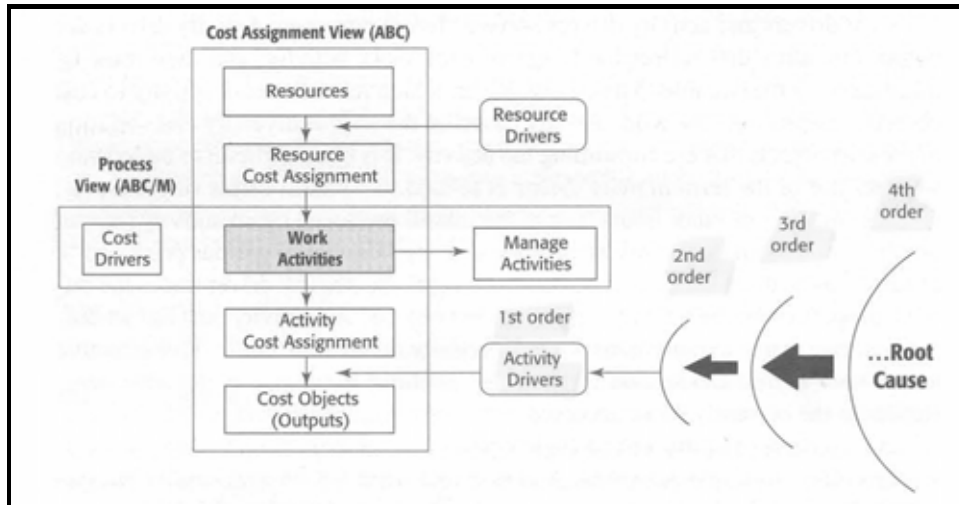 Cost Assignment View (ABC)
Resources
Resource
Drivers
Resource
Cost Assignment
Process
View (ABC/M)
Cost
Drivers
Work
Activities
Manage
Activities
2nd
order
3rd
order
4th
order
Activity
Cost Assignment
1st order
Activity
Drivers
...Root
Cause
Cost Objects
(Outputs)